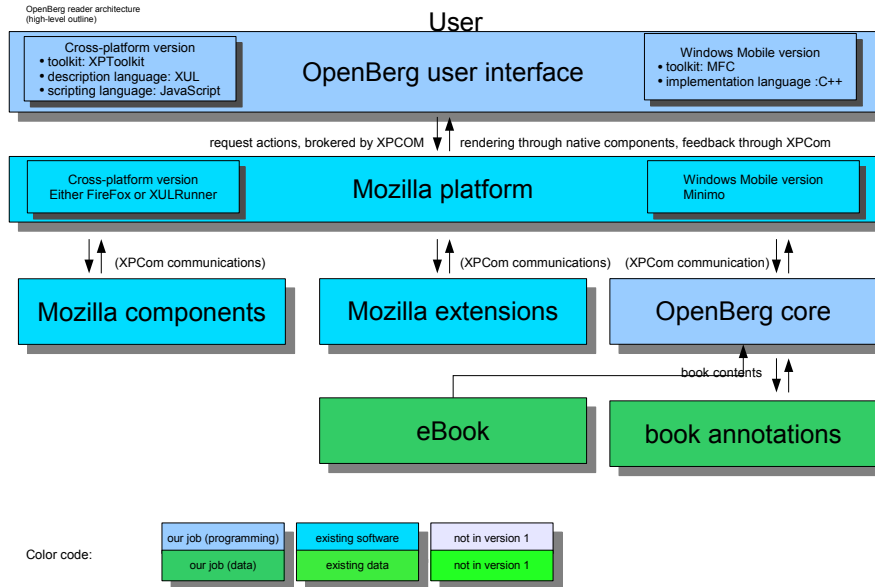 OpenBerg reader architecture
(high-level outline)
User
Cross-platform version
• toolkit: XPToolkit
• description language: XUL
• scripting language: JavaScript
OpenBerg user interface
Windows Mobile version
• toolkit: MFC
• implementation language :C++
request actions, brokered by XPCOM
rendering through native components, feedback through XPCom
Cross-platform version
Either FireFox or XULRunner
Mozilla platform
Windows Mobile version
Minimo
(XPCom communications)
(XPCom communications)
(XPCom communication)
Mozilla components
Mozilla extensions
OpenBerg core
book contents
eBook
book annotations
Color code:
our job (programming)
existing software
not in version 1
our job (data)
existing data
not in version 1